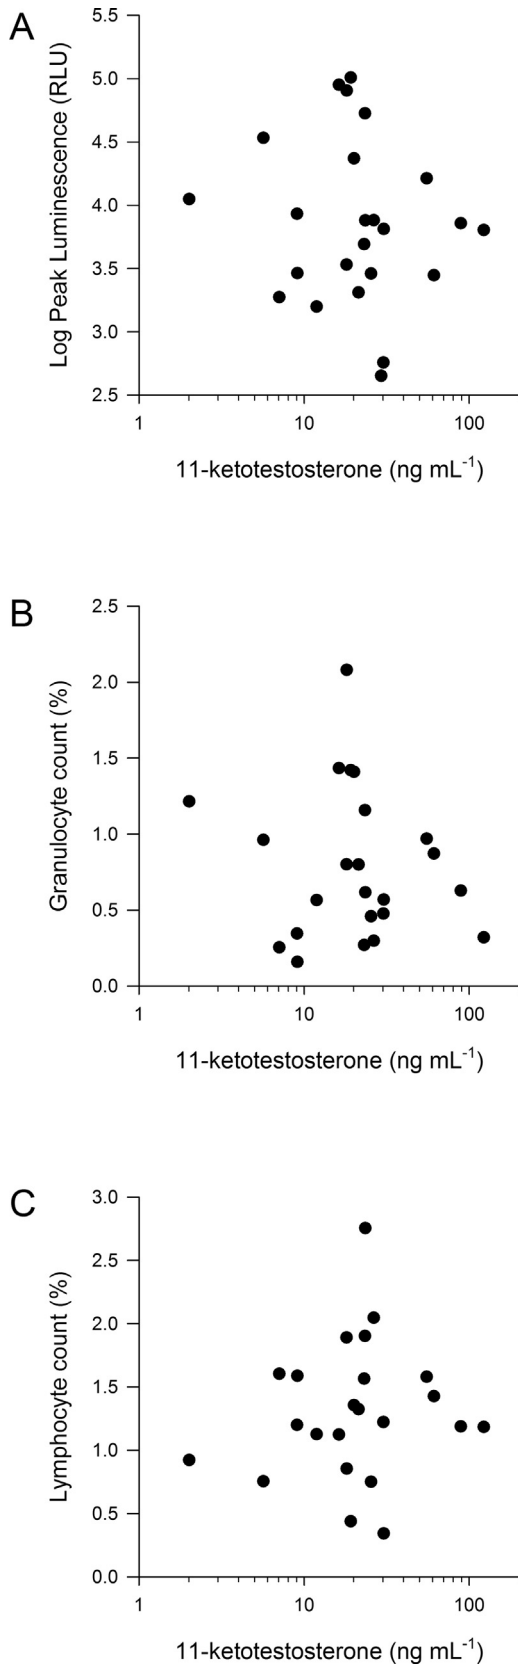 A
Log Peak Luminescence (RLU)
5.5
5.0
4.5
4.0
3.5
3.0
2.5
1 10 100
11-ketotestosterone (ng mL⁻¹)
B
Granulocyte count (%)
2.5
2.0
1.5
1.0
0.5
0.0
1 10 100
11-ketotestosterone (ng mL⁻¹)
C
Lymphocyte count (%)
3.0
2.5
2.0
1.5
1.0
0.5
0.0
1 10 100
11-ketotestosterone (ng mL⁻¹)